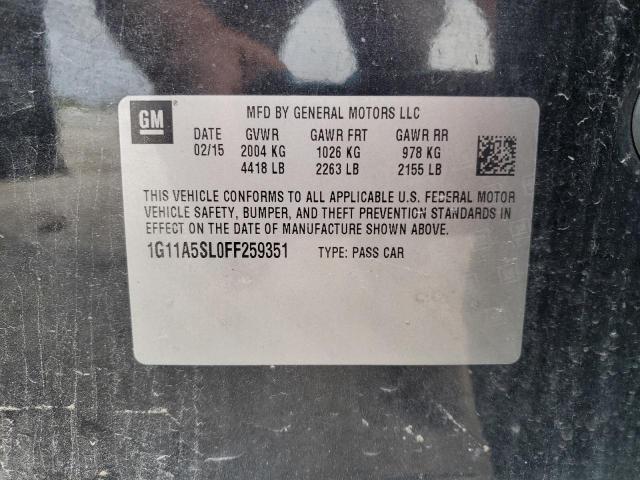 GM
MFD BY GENERAL MOTORS LLC
DATE GVWR GAWR FRT GAWR RR
02/15 2004 KG 1026 KG 978 KG
4418 LB 2263 LB 2155 LB
THIS VEHICLE CONFORMS TO ALL APPLICABLE U.S. FEDERAL MOTOR
VEHICLE SAFETY, BUMPER, AND THEFT PREVENTION STANDARDS IN
EFFECT ON THE DATE OF MANUFACTURE SHOWN ABOVE.
1G11A5SL0FF259351 TYPE: PASS CAR